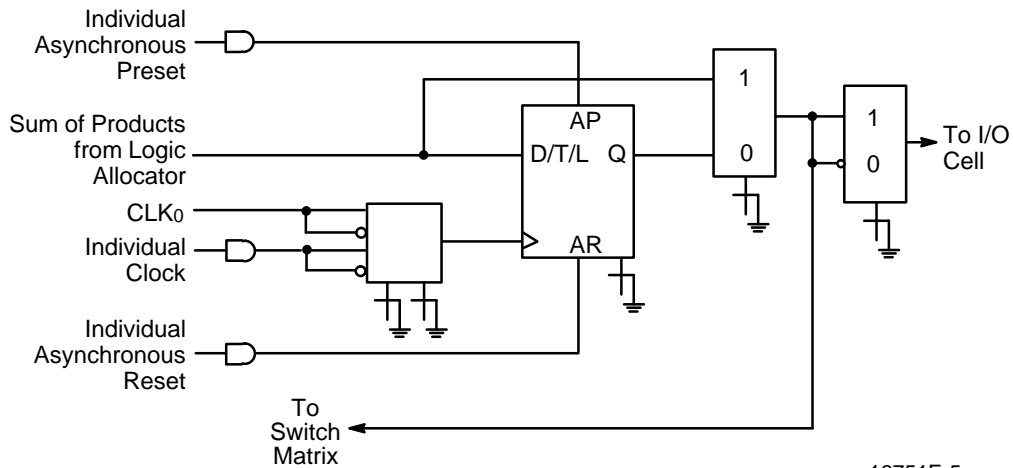 Individual
Asynchronous
Preset
Sum of Products
from Logic
Allocator
CLK0
Individual
Clock
Individual
Asynchronous
Reset
AP
D/T/L Q
AR
1
0
1
0
To I/O
Cell
To
Switch
Matrix